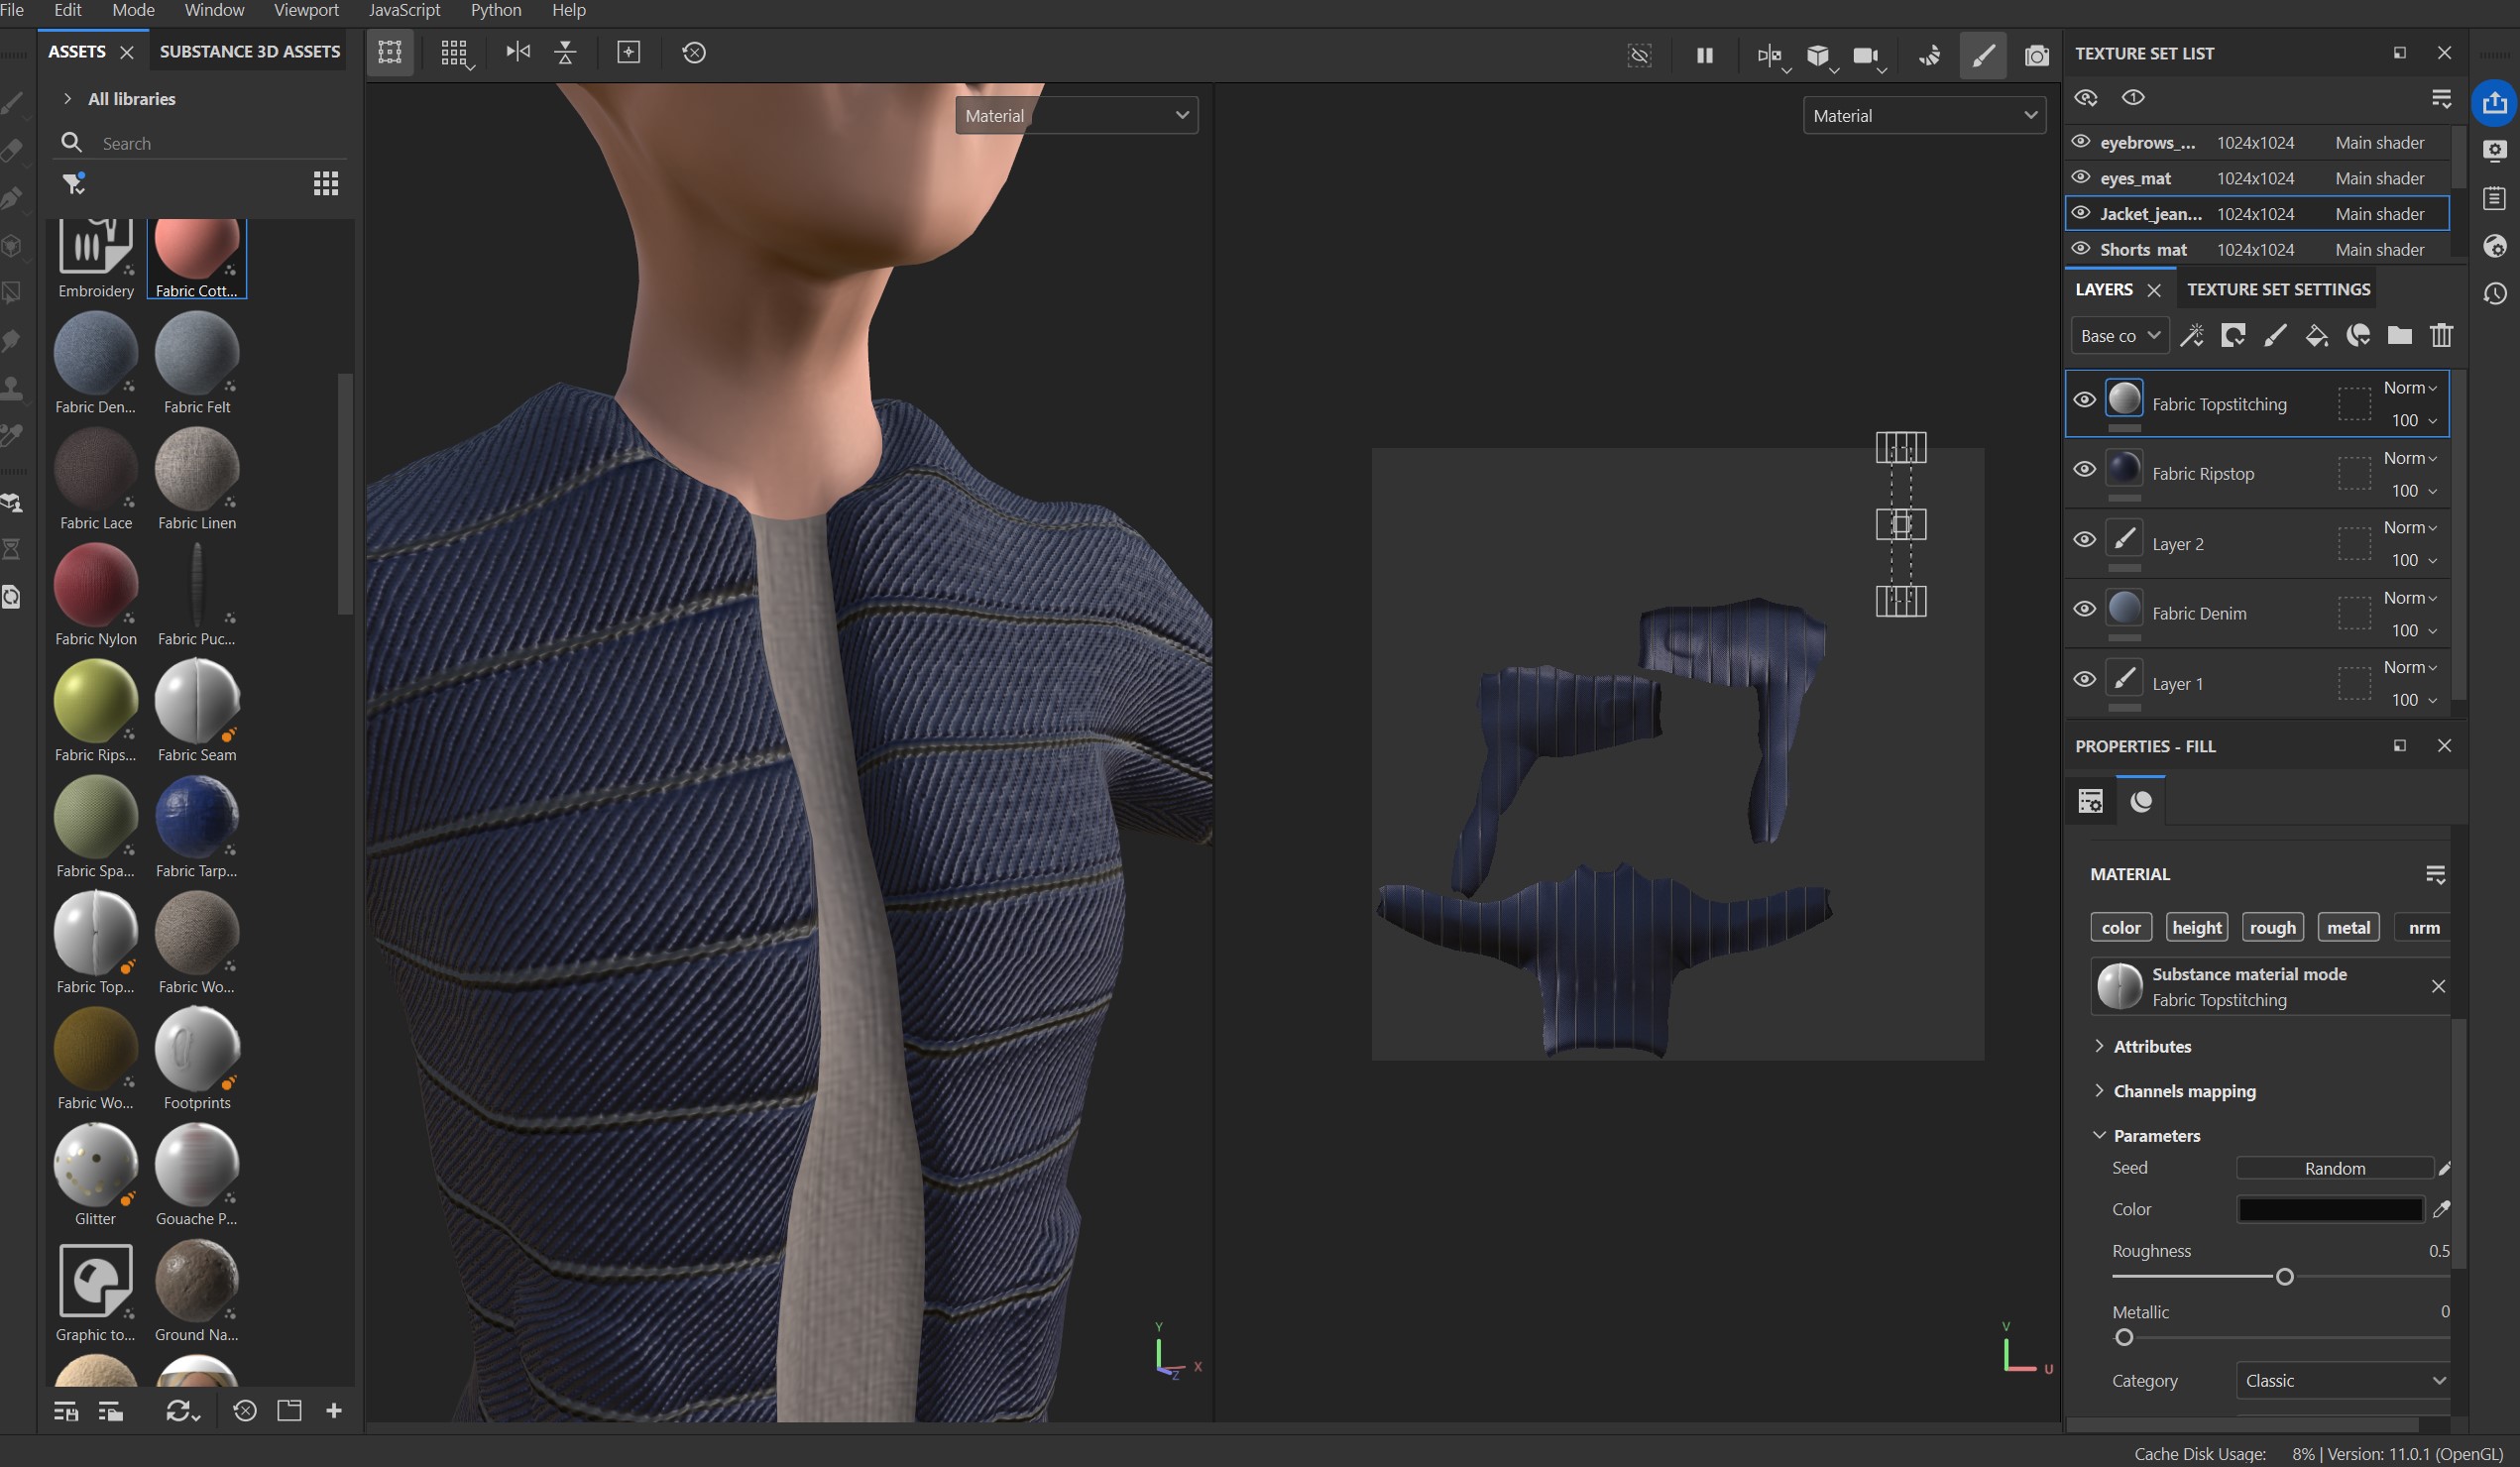 File Edit Mode Window Viewport JavaScript Python Help
ASSETS SUBSTANCE 3D ASSETS
All libraries
Search
Embroidery Fabric Cott...
Fabric Den... Fabric Felt
Fabric Lace Fabric Linen
Fabric Nylon Fabric Puc...
Fabric Rips... Fabric Seam
Fabric Spa... Fabric Tarp...
Fabric Top... Fabric Wo...
Fabric Wo... Footprints
Glitter Gouache P...
Graphic to... Ground Na...
Material
Y
X
Z
Material
V
U
TEXTURE SET LIST
1
eyebrows_... 1024x1024 Main shader
eyes_mat 1024x1024 Main shader
Jacket_jean... 1024x1024 Main shader
Shorts_mat 1024x1024 Main shader
LAYERS TEXTURE SET SETTINGS
Base co
Fabric Topstitching Norm 100
Fabric Ripstop Norm 100
Layer 2 Norm 100
Fabric Denim Norm 100
Layer 1 Norm 100
PROPERTIES - FILL
MATERIAL
color height rough metal nrm
Substance material mode
Fabric Topstitching
Attributes
Channels mapping
Parameters
Seed Random
Color
Roughness 0.5
Metallic 0
Category Classic
Cache Disk Usage: 8% | Version: 11.0.1 (OpenGL)